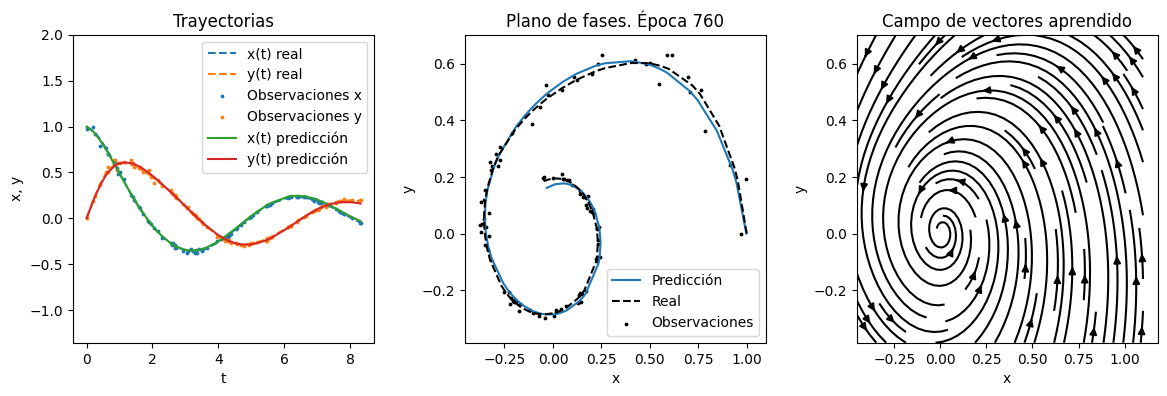 Trayectorias
2.0
1.5
1.0
0.5
0.0
−0.5
−1.0
x, y
0
2
4
6
8
t
x(t) real
y(t) real
Observaciones x
Observaciones y
x(t) predicción
y(t) predicción
Plano de fases. Época 760
0.6
0.4
0.2
0.0
−0.2
y
−0.25
0.00
0.25
0.50
0.75
1.00
x
Predicción
Real
Observaciones
Campo de vectores aprendido
0.6
0.4
0.2
0.0
−0.2
y
−0.25
0.00
0.25
0.50
0.75
1.00
x